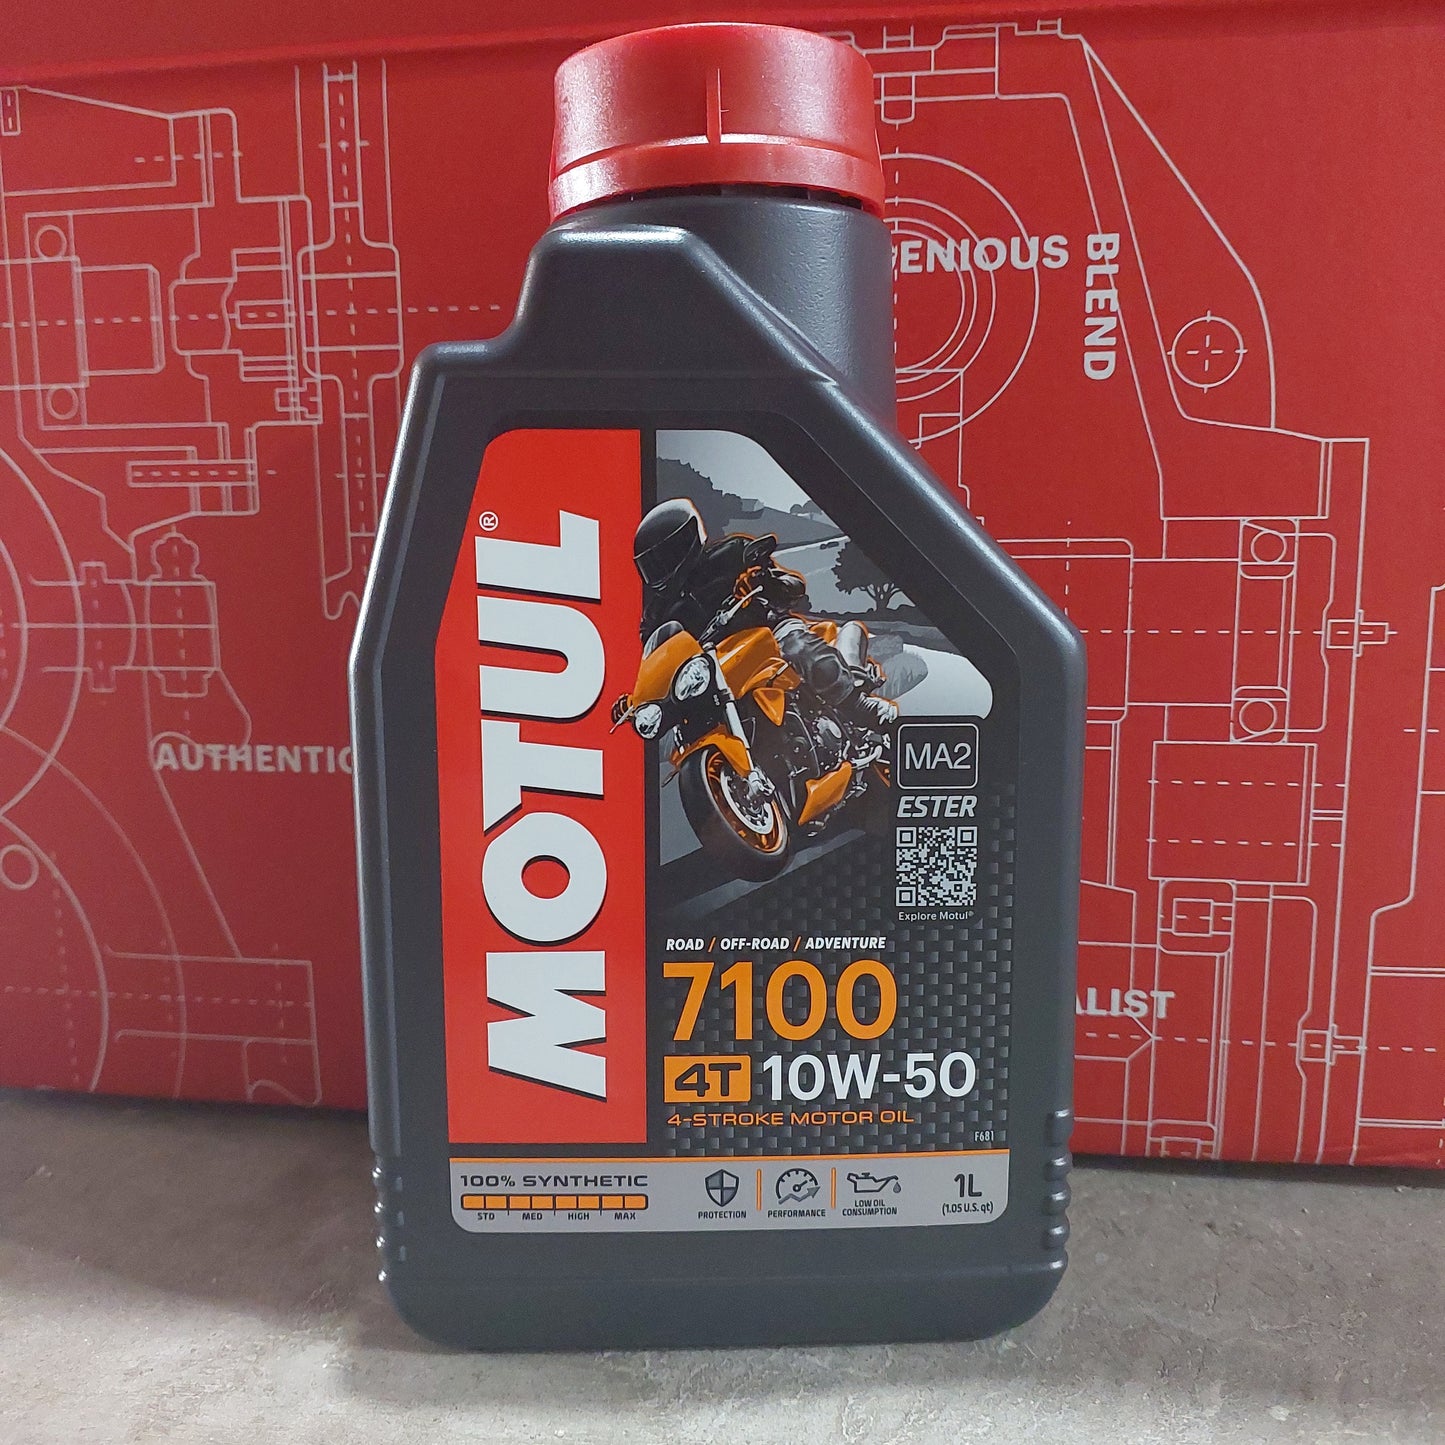 ENIOUS
BLEND
AUTHENTIC
ALIST
MOTUL®
MA2
ESTER
Explore Motul®
ROAD / OFF-ROAD / ADVENTURE
7100
4T 10W-50
4-STROKE MOTOR OIL
F681
100% SYNTHETIC
STD MED HIGH MAX
PROTECTION
PERFORMANCE
LOW OIL
CONSUMPTION
1L
(1.05 U.S. qt)